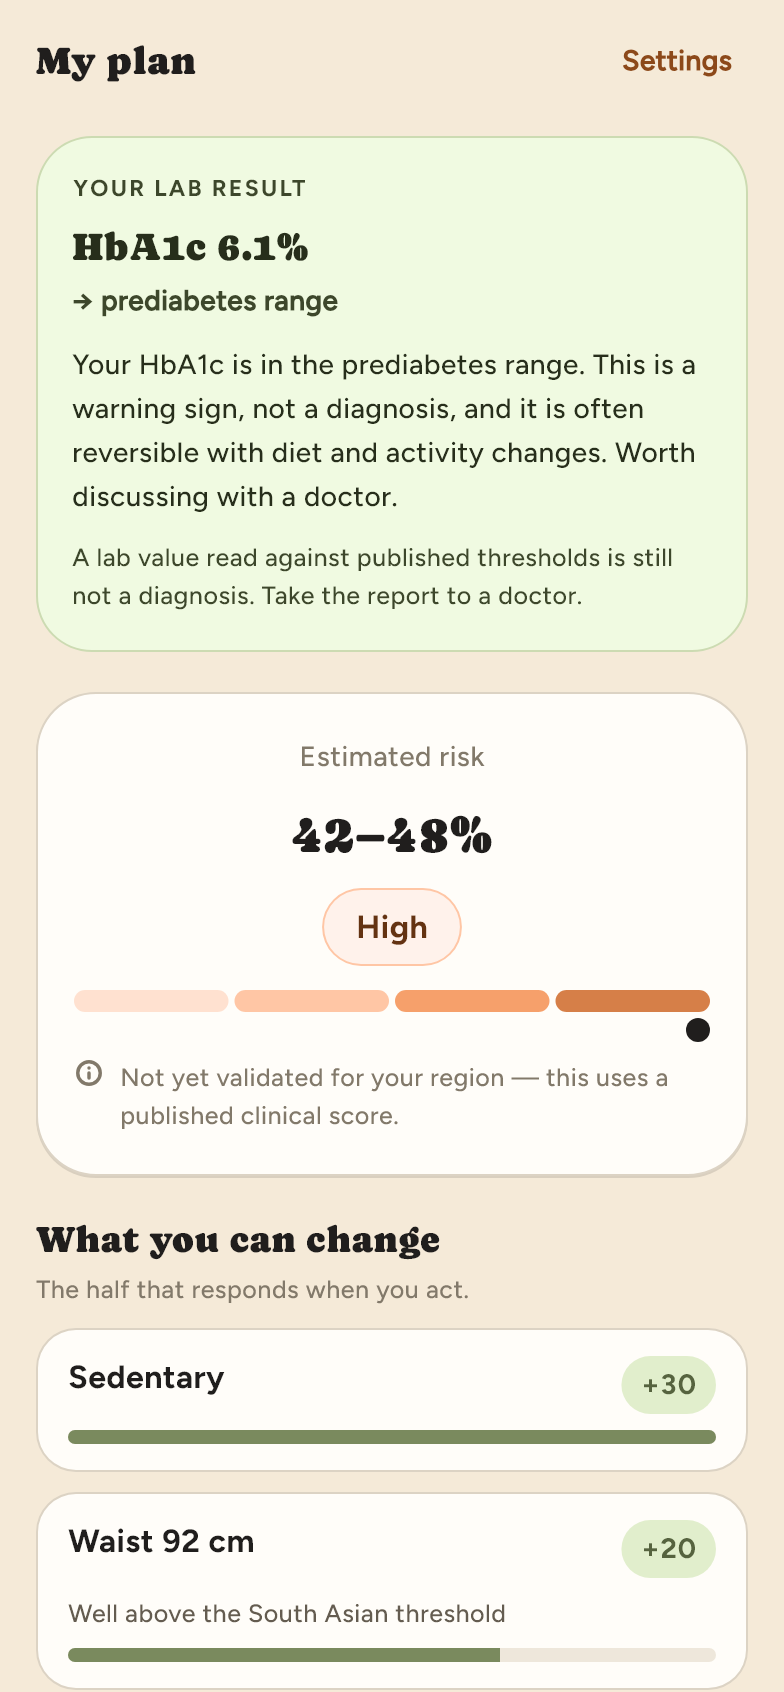 My plan
Settings
YOUR LAB RESULT
HbA1c 6.1%
→ prediabetes range
Your HbA1c is in the prediabetes range. This is a
warning sign, not a diagnosis, and it is often
reversible with diet and activity changes. Worth
discussing with a doctor.
A lab value read against published thresholds is still
not a diagnosis. Take the report to a doctor.
Estimated risk
42–48%
High
Not yet validated for your region — this uses a
published clinical score.
What you can change
The half that responds when you act.
Sedentary
+30
Waist 92 cm
+20
Well above the South Asian threshold